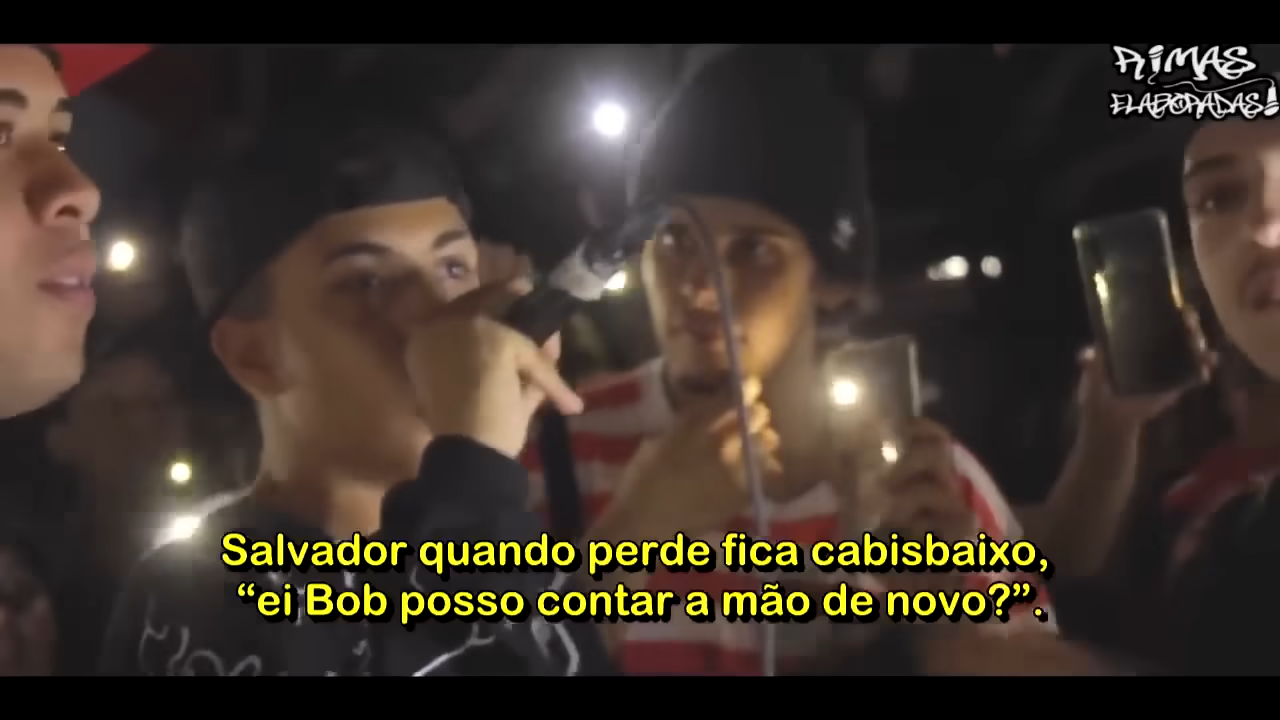 RIMAS
ELABORADAS!
Salvador quando perde fica cabisbaixo,
“ei Bob posso contar a mão de novo?”.